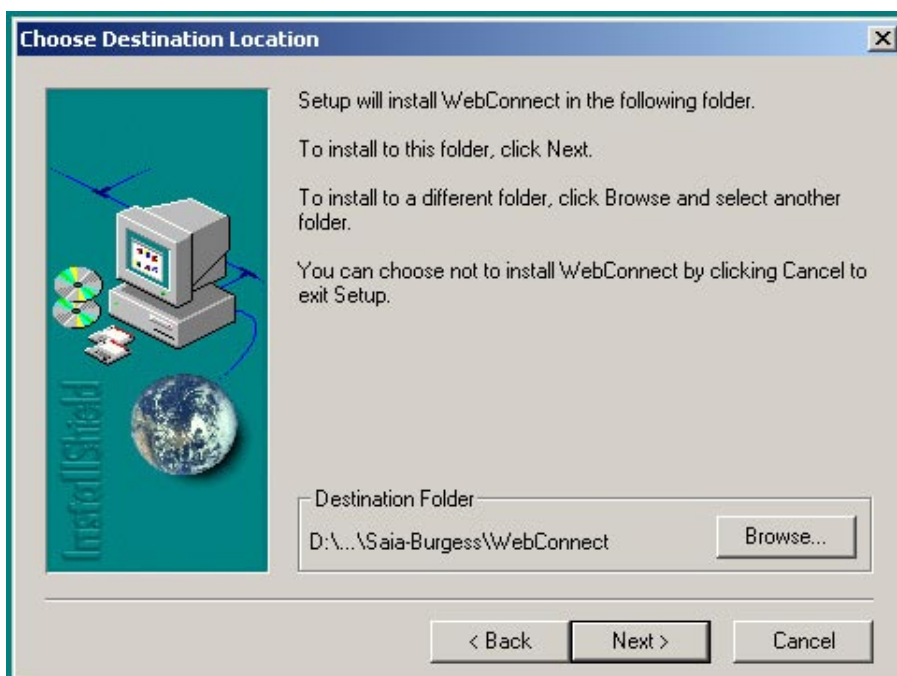 Choose Destination Location
Setup will install WebConnect in the following folder.
To install to this folder, click Next.
To install to a different folder, click Browse and select another
folder.
You can choose not to install WebConnect by clicking Cancel to
exit Setup.
InstallShield
Destination Folder
D:\...\Saia-Burgess\WebConnect
Browse...
< Back
Next >
Cancel